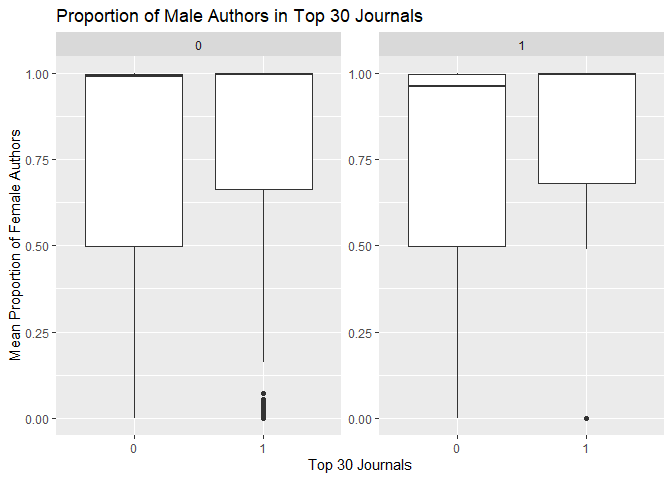 Proportion of Male Authors in Top 30 Journals
0 1
1.00 1.00
0.75 0.75
0.50 0.50
0.25 0.25
0.00 0.00
Mean Proportion of Female Authors
0 1 0 1
Top 30 Journals